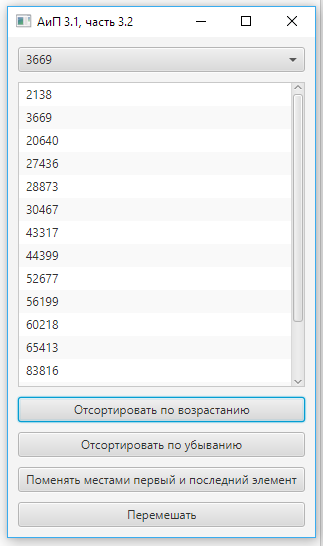 АиП 3.1, часть 3.2
3669
2138
3669
20640
27436
28873
30467
43317
44399
52677
56199
60218
65413
83816
Отсортировать по возрастанию
Отсортировать по убыванию
Поменять местами первый и последний элемент
Перемешать